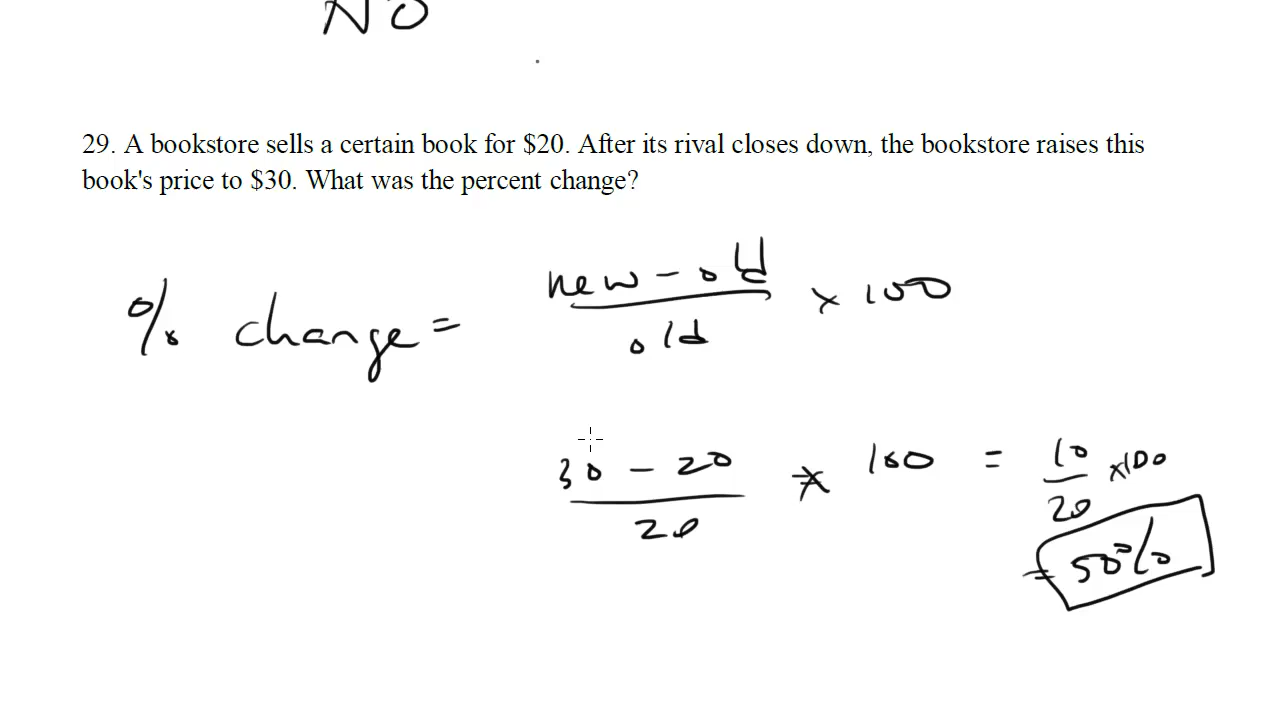 NO
29. A bookstore sells a certain book for $20. After its rival closes down, the bookstore raises this
book's price to $30. What was the percent change?
% change = new - old / old × 100
30 - 20 / 20 * 100 = 10 / 20 ×100
= 50%